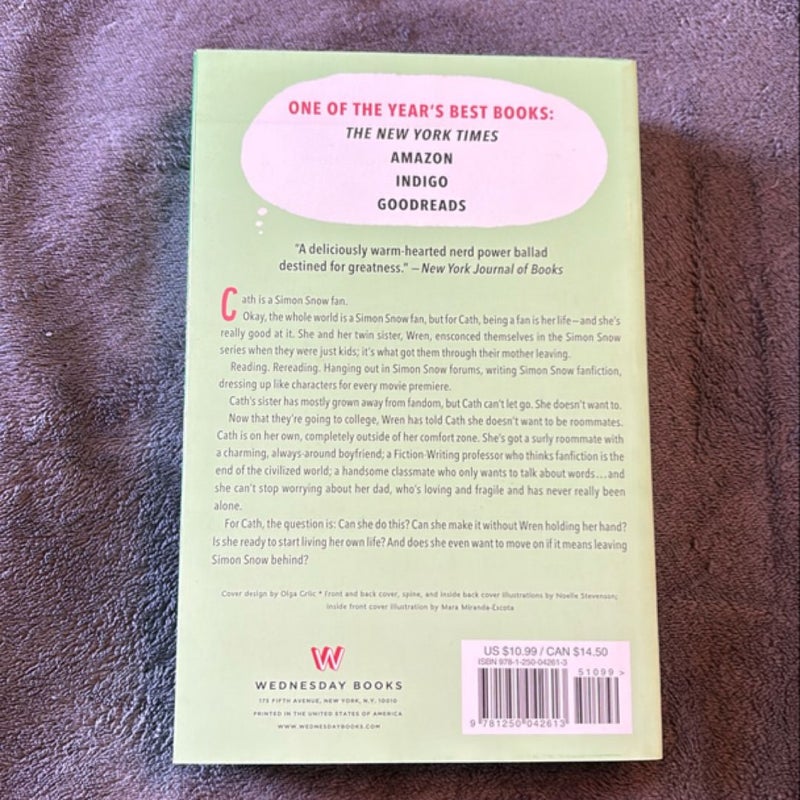 ONE OF THE YEAR'S BEST BOOKS:
THE NEW YORK TIMES
AMAZON
INDIGO
GOODREADS
"A deliciously warm-hearted nerd power ballad
destined for greatness." —New York Journal of Books
Cath is a Simon Snow fan.
Okay, the whole world is a Simon Snow fan, but for Cath, being a fan is her life—and she's
really good at it. She and her twin sister, Wren, ensconced themselves in the Simon Snow
series when they were just kids; it's what got them through their mother leaving.
Reading. Rereading. Hanging out in Simon Snow forums, writing Simon Snow fanfiction,
dressing up like characters for every movie premiere.
Cath's sister has mostly grown away from fandom, but Cath can't let go. She doesn't want to.
Now that they're going to college, Wren has told Cath she doesn't want to be roommates.
Cath is on her own, completely outside of her comfort zone. She's got a surly roommate with
a charming, always-around boyfriend; a Fiction-Writing professor who thinks fanfiction is the
end of the civilized world; a handsome classmate who only wants to talk about words...and
she can't stop worrying about her dad, who's loving and fragile and has never really been
alone.
For Cath, the question is: Can she do this? Can she make it without Wren holding her hand?
Is she ready to start living her own life? And does she even want to move on if it means leaving
Simon Snow behind?
Cover design by Olga Grlic * Front and back cover, spine, and inside back cover illustrations by Noelle Stevenson;
inside front cover illustration by Mara Miranda-Escota
W
WEDNESDAY BOOKS
175 FIFTH AVENUE, NEW YORK, N.Y. 10010
PRINTED IN THE UNITED STATES OF AMERICA
WWW.WEDNESDAYBOOKS.COM
US $10.99 / CAN $14.50
ISBN 978-1-250-04261-3
51099>
9 781250 042613